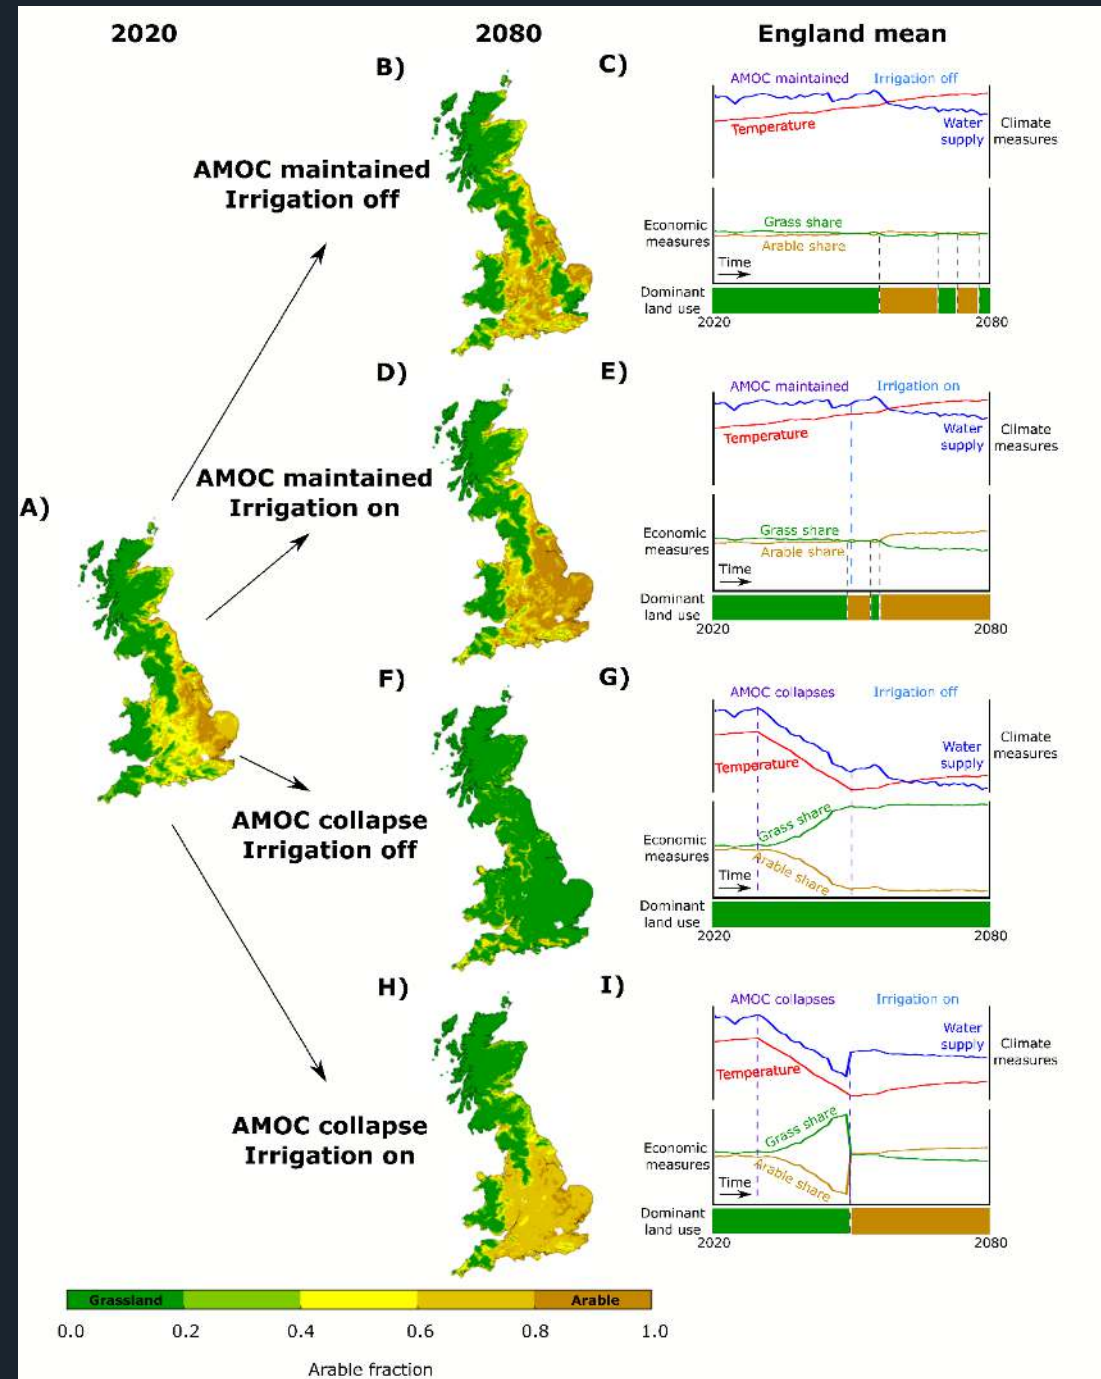 2020
2080
England mean
A)
B)
AMOC maintained
Irrigation off
C)
AMOC maintained
Irrigation off
Temperature
Water
supply
Climate
measures
Economic
measures
Grass share
Arable share
Time
Dominant
land use
2020
2080
D)
AMOC maintained
Irrigation on
E)
AMOC maintained
Irrigation on
Temperature
Water
supply
Climate
measures
Economic
measures
Grass share
Arable share
Time
Dominant
land use
2020
2080
F)
AMOC collapse
Irrigation off
G)
AMOC collapses
Irrigation off
Temperature
Water
supply
Climate
measures
Economic
measures
Grass share
Arable share
Time
Dominant
land use
2020
2080
H)
AMOC collapse
Irrigation on
I)
AMOC collapses
Irrigation on
Temperature
Water
supply
Climate
measures
Economic
measures
Grass share
Arable share
Time
Dominant
land use
2020
2080
Grassland
Arable
0.0
0.2
0.4
0.6
0.8
1.0
Arable fraction